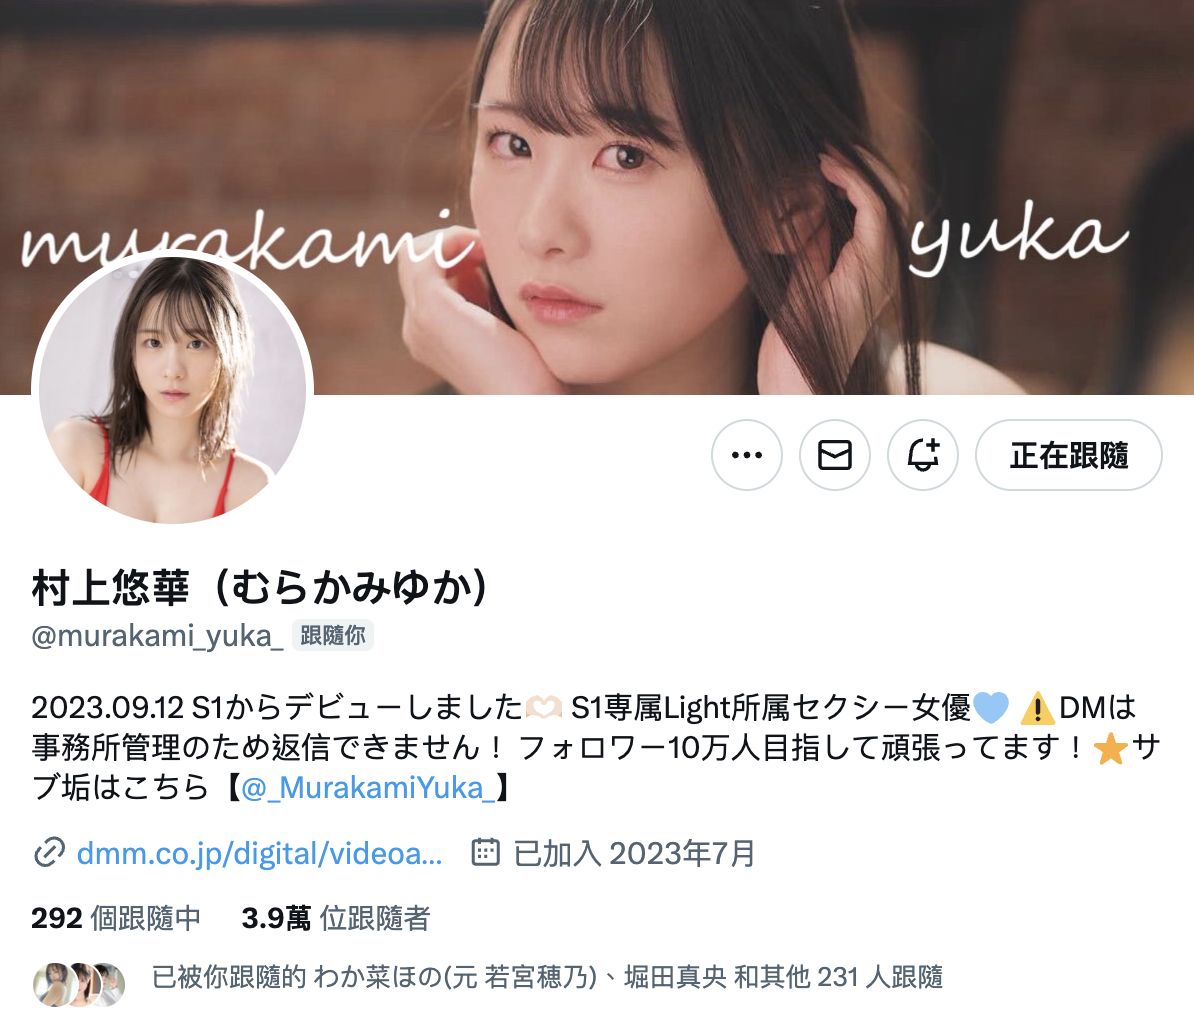 murakami yuka
正在跟隨
村上悠華（むらかみゆか）
@murakami_yuka_ 跟隨你
2023.09.12 S1からデビューしました🫶🏻 S1専属Light所属セクシー女優🩵 ⚠️DMは
事務所管理のため返信できません！ フォロワー10万人目指して頑張ってます！⭐️サ
ブ垢はこちら【@_MurakamiYuka_】
dmm.co.jp/digital/videoa... 已加入 2023年7月
292 個跟隨中 3.9萬 位跟隨者
已被你跟隨的 わか菜ほの(元 若宮穂乃)、堀田真央 和其他 231 人跟隨